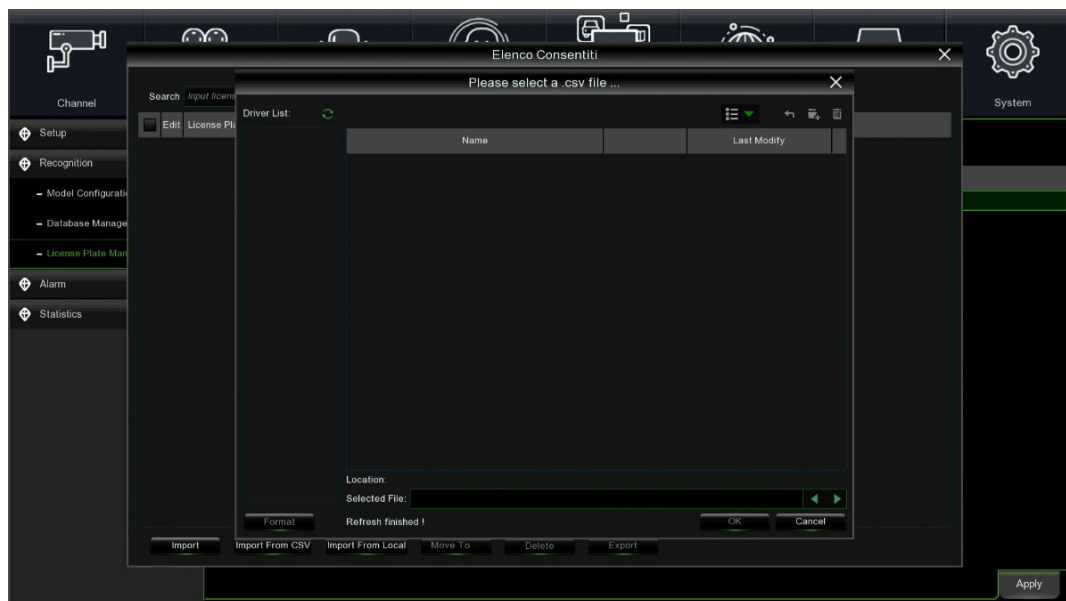 Elenco Consentiti
Please select a .csv file ...
Channel
System
Search Input licens
Driver List:
Edit License Pla
Name Last Modify
Setup
Recognition
Model Configurati
Database Manage
License Plate Man
Alarm
Statistics
Location:
Selected File:
Format Refresh finished ! OK Cancel
Import Import From CSV Import From Local Move To Delete Export
Apply